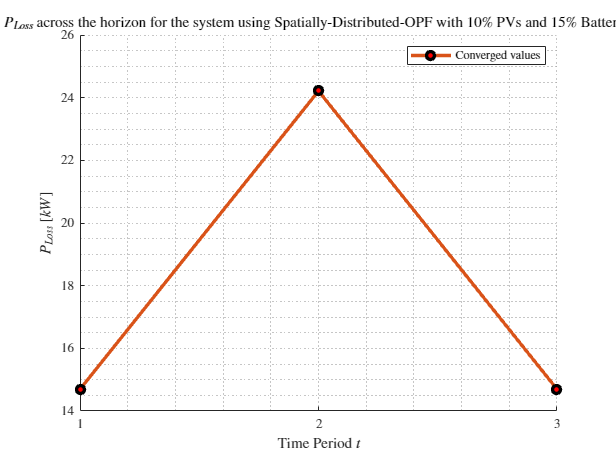 P_Loss across the horizon for the system using Spatially-Distributed-OPF with 10% PVs and 15% Batter
Converged values
26
24
22
20
18
16
14
P_Loss [kW]
1
2
3
Time Period t